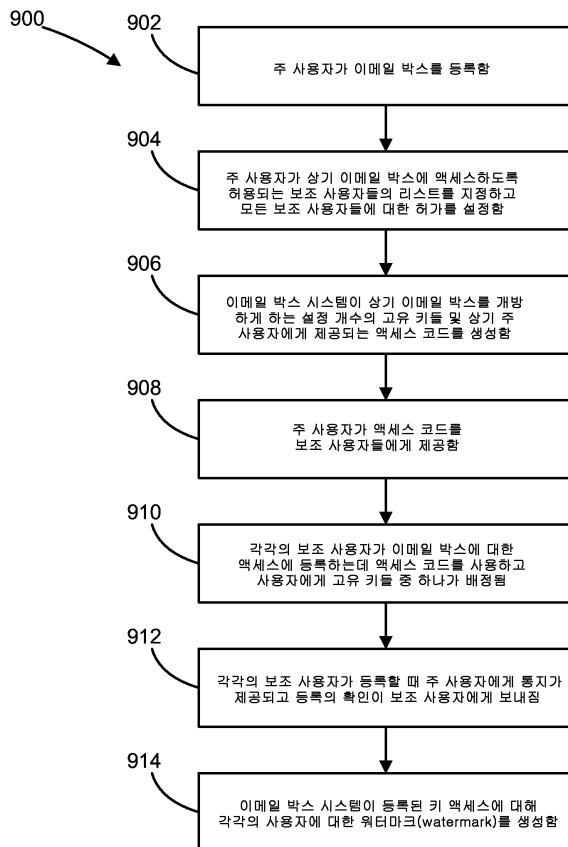 900
902
주 사용자가 이메일 박스를 등록함
904
주 사용자가 상기 이메일 박스에 액세스하도록
허용되는 보조 사용자들의 리스트를 지정하고
모든 보조 사용자들에 대한 허가를 설정함
906
이메일 박스 시스템이 상기 이메일 박스를 개방
하게 하는 설정 개수의 고유 키들 및 상기 주
사용자에게 제공되는 액세스 코드를 생성함
908
주 사용자가 액세스 코드를
보조 사용자들에게 제공함
910
각각의 보조 사용자가 이메일 박스에 대한
액세스에 등록하는데 액세스 코드를 사용하고
사용자에게 고유 키들 중 하나가 배정됨
912
각각의 보조 사용자가 등록할 때 주 사용자에게 통지가
제공되고 등록의 확인이 보조 사용자에게 보내짐
914
이메일 박스 시스템이 등록된 키 액세스에 대해
각각의 사용자에 대한 워터마크(watermark)를 생성함